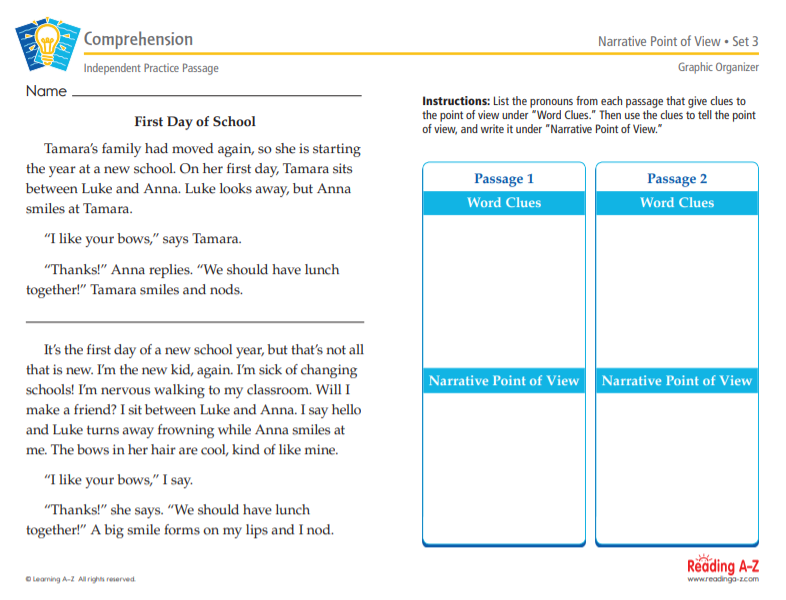 Comprehension
Narrative Point of View • Set 3
Independent Practice Passage
Graphic Organizer
Name
First Day of School
Tamara's family had moved again, so she is starting
the year at a new school. On her first day, Tamara sits
between Luke and Anna. Luke looks away, but Anna
smiles at Tamara.
“I like your bows,” says Tamara.
“Thanks!” Anna replies. “We should have lunch
together!” Tamara smiles and nods.
It's the first day of a new school year, but that's not all
that is new. I'm the new kid, again. I'm sick of changing
schools! I'm nervous walking to my classroom. Will I
make a friend? I sit between Luke and Anna. I say hello
and Luke turns away frowning while Anna smiles at
me. The bows in her hair are cool, kind of like mine.
“I like your bows,” I say.
“Thanks!” she says. “We should have lunch
together!” A big smile forms on my lips and I nod.
Instructions: List the pronouns from each passage that give clues to
the point of view under “Word Clues.” Then use the clues to tell the point
of view, and write it under “Narrative Point of View.”
Passage 1
Word Clues
Narrative Point of View
Passage 2
Word Clues
Narrative Point of View
© Learning A–Z All rights reserved.
Reading A-Z
www.readinga-z.com